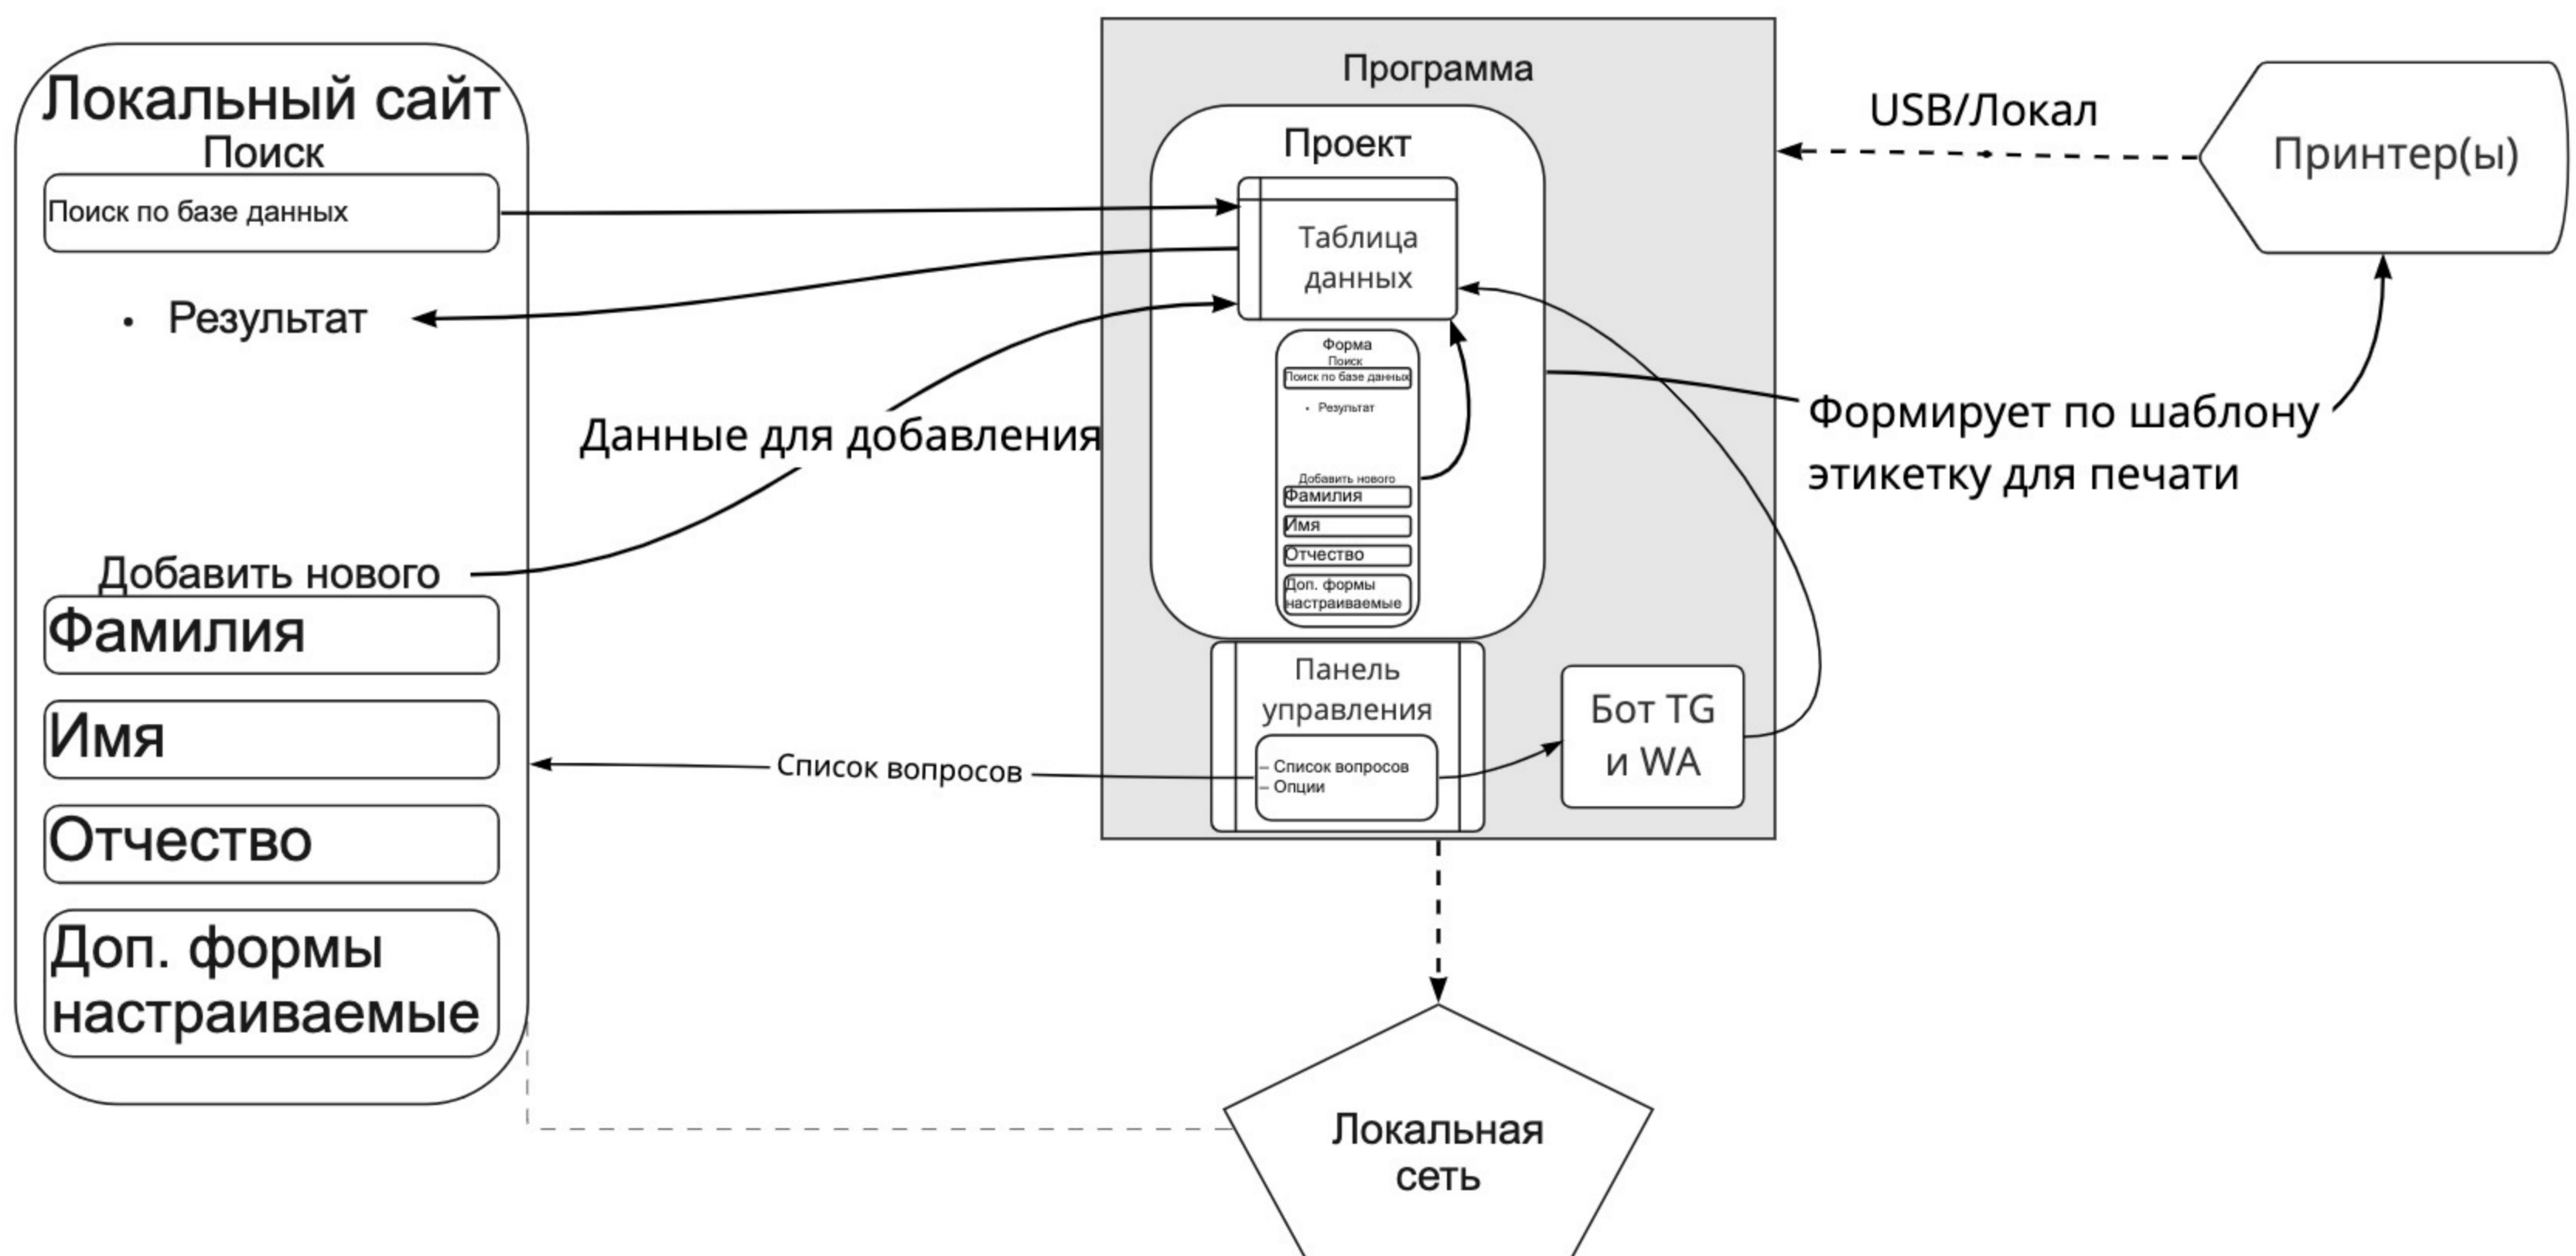 Локальный сайт
Поиск
Поиск по базе данных
• Результат
Добавить нового
Фамилия
Имя
Отчество
Доп. формы
настраиваемые
Данные для добавления
Список вопросов
Программа
Проект
Таблица
данных
Форма
Поиск
Поиск по базе данных
• Результат
Добавить нового
Фамилия
Имя
Отчество
Доп. формы
настраиваемые
Панель
управления
– Список вопросов
– Опции
Бот TG
и WA
USB/Локал
Принтер(ы)
Формирует по шаблону
этикетку для печати
Локальная
сеть